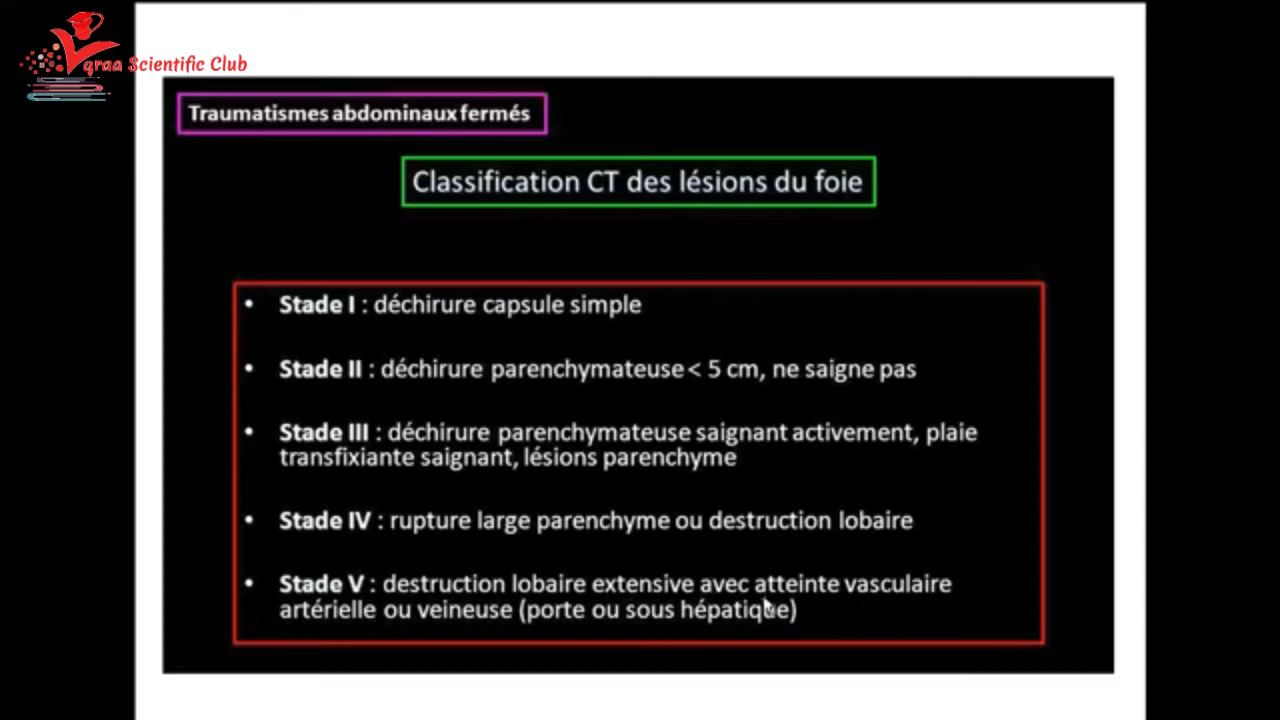 qraa Scientific Club
Traumatismes abdominaux fermés
Classification CT des lésions du foie
• Stade I : déchirure capsule simple
• Stade II : déchirure parenchymateuse < 5 cm, ne saigne pas
• Stade III : déchirure parenchymateuse saignant activement, plaie
transfixiante saignant, lésions parenchyme
• Stade IV : rupture large parenchyme ou destruction lobaire
• Stade V : destruction lobaire extensive avec atteinte vasculaire
artérielle ou veineuse (porte ou sous hépatique)